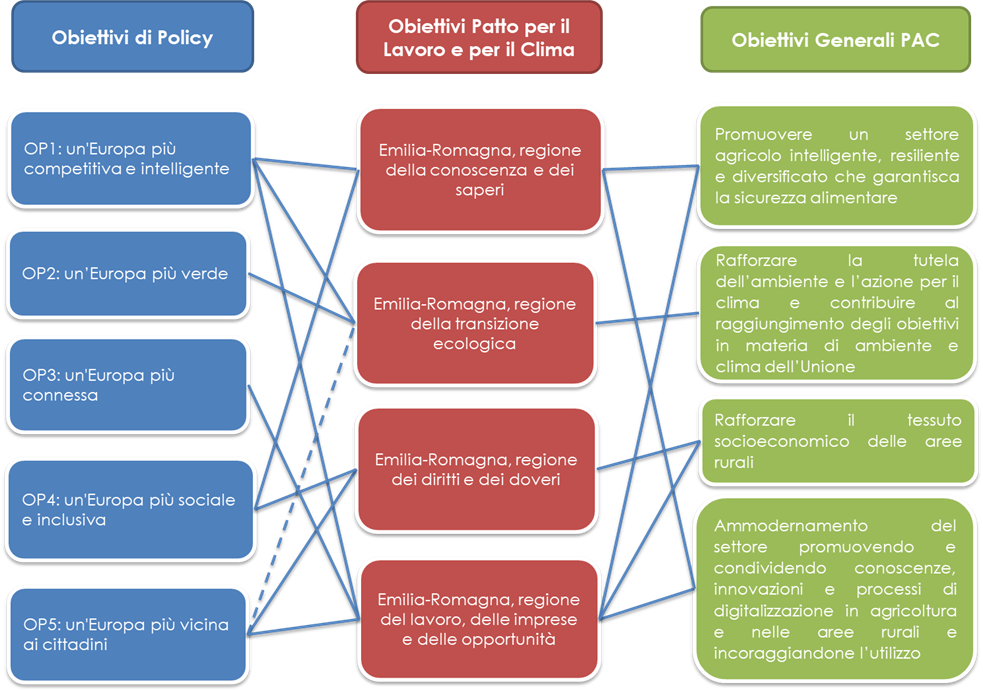 Obiettivi di Policy
Obiettivi Patto per il
Lavoro e per il Clima
Obiettivi Generali PAC
OP1: un'Europa più
competitiva e intelligente
OP2: un’Europa più verde
OP3: un'Europa più
connessa
OP4: un'Europa più sociale
e inclusiva
OP5: un'Europa più vicina
ai cittadini
Emilia-Romagna, regione
della conoscenza e dei
saperi
Emilia-Romagna, regione
della transizione
ecologica
Emilia-Romagna, regione
dei diritti e dei doveri
Emilia-Romagna, regione
del lavoro, delle imprese
e delle opportunità
Promuovere un settore
agricolo intelligente, resiliente
e diversificato che garantisca
la sicurezza alimentare
Rafforzare la tutela
dell’ambiente e l’azione per il
clima e contribuire al
raggiungimento degli obiettivi
in materia di ambiente e
clima dell’Unione
Rafforzare il tessuto
socioeconomico delle aree
rurali
Ammodernamento del
settore promuovendo e
condividendo conoscenze,
innovazioni e processi di
digitalizzazione in agricoltura
e nelle aree rurali e
incoraggiandone l’utilizzo